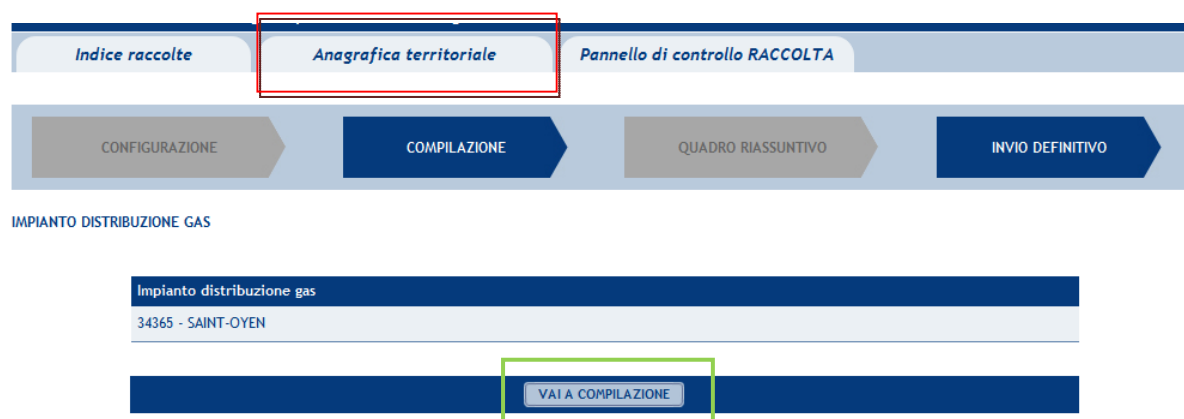 Indice raccolte
Anagrafica territoriale
Pannello di controllo RACCOLTA
CONFIGURAZIONE
COMPILAZIONE
QUADRO RIASSUNTIVO
INVIO DEFINITIVO
IMPIANTO DISTRIBUZIONE GAS
Impianto distribuzione gas
34365 - SAINT-OYEN
VAI A COMPILAZIONE